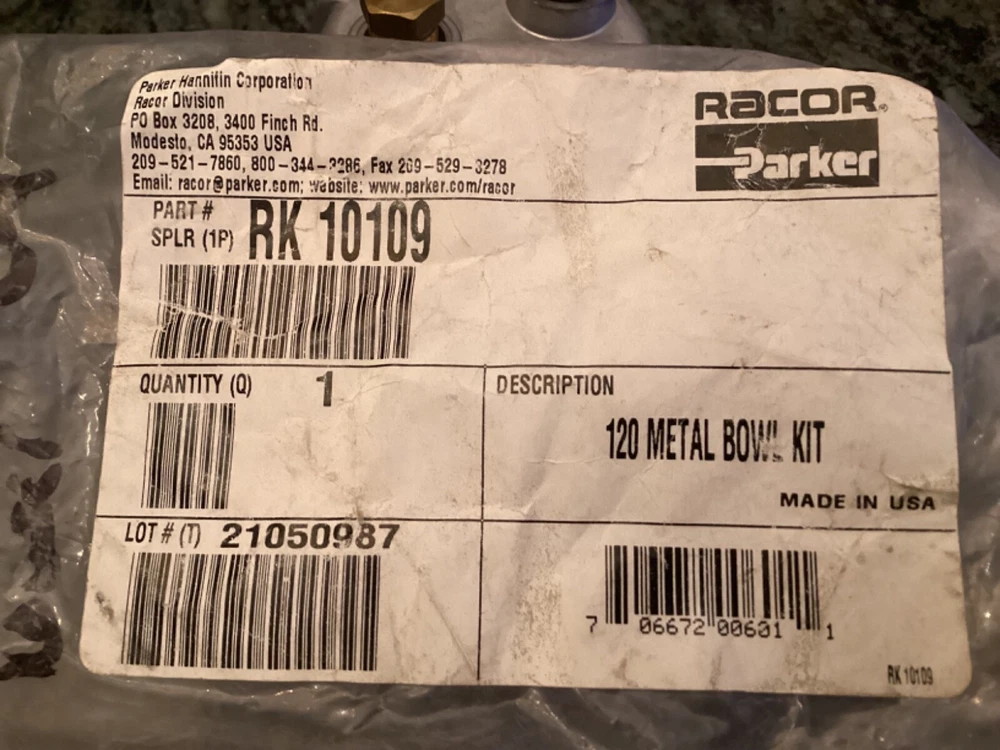 Parker Hannifin Corporation
Racor Division
PO Box 3208, 3400 Finch Rd.
Modesto, CA 95353 USA
209-521-7860, 800-344-3286, Fax 209-529-3278
Email: racor@parker.com; website: www.parker.com/racor
RACOR®
Parker
PART #
SPLR (1P) RK 10109
QUANTITY (Q) 1
DESCRIPTION
120 METAL BOWL KIT
MADE IN USA
LOT # (T) 21050987
7 06672 00601 1
RK 10109